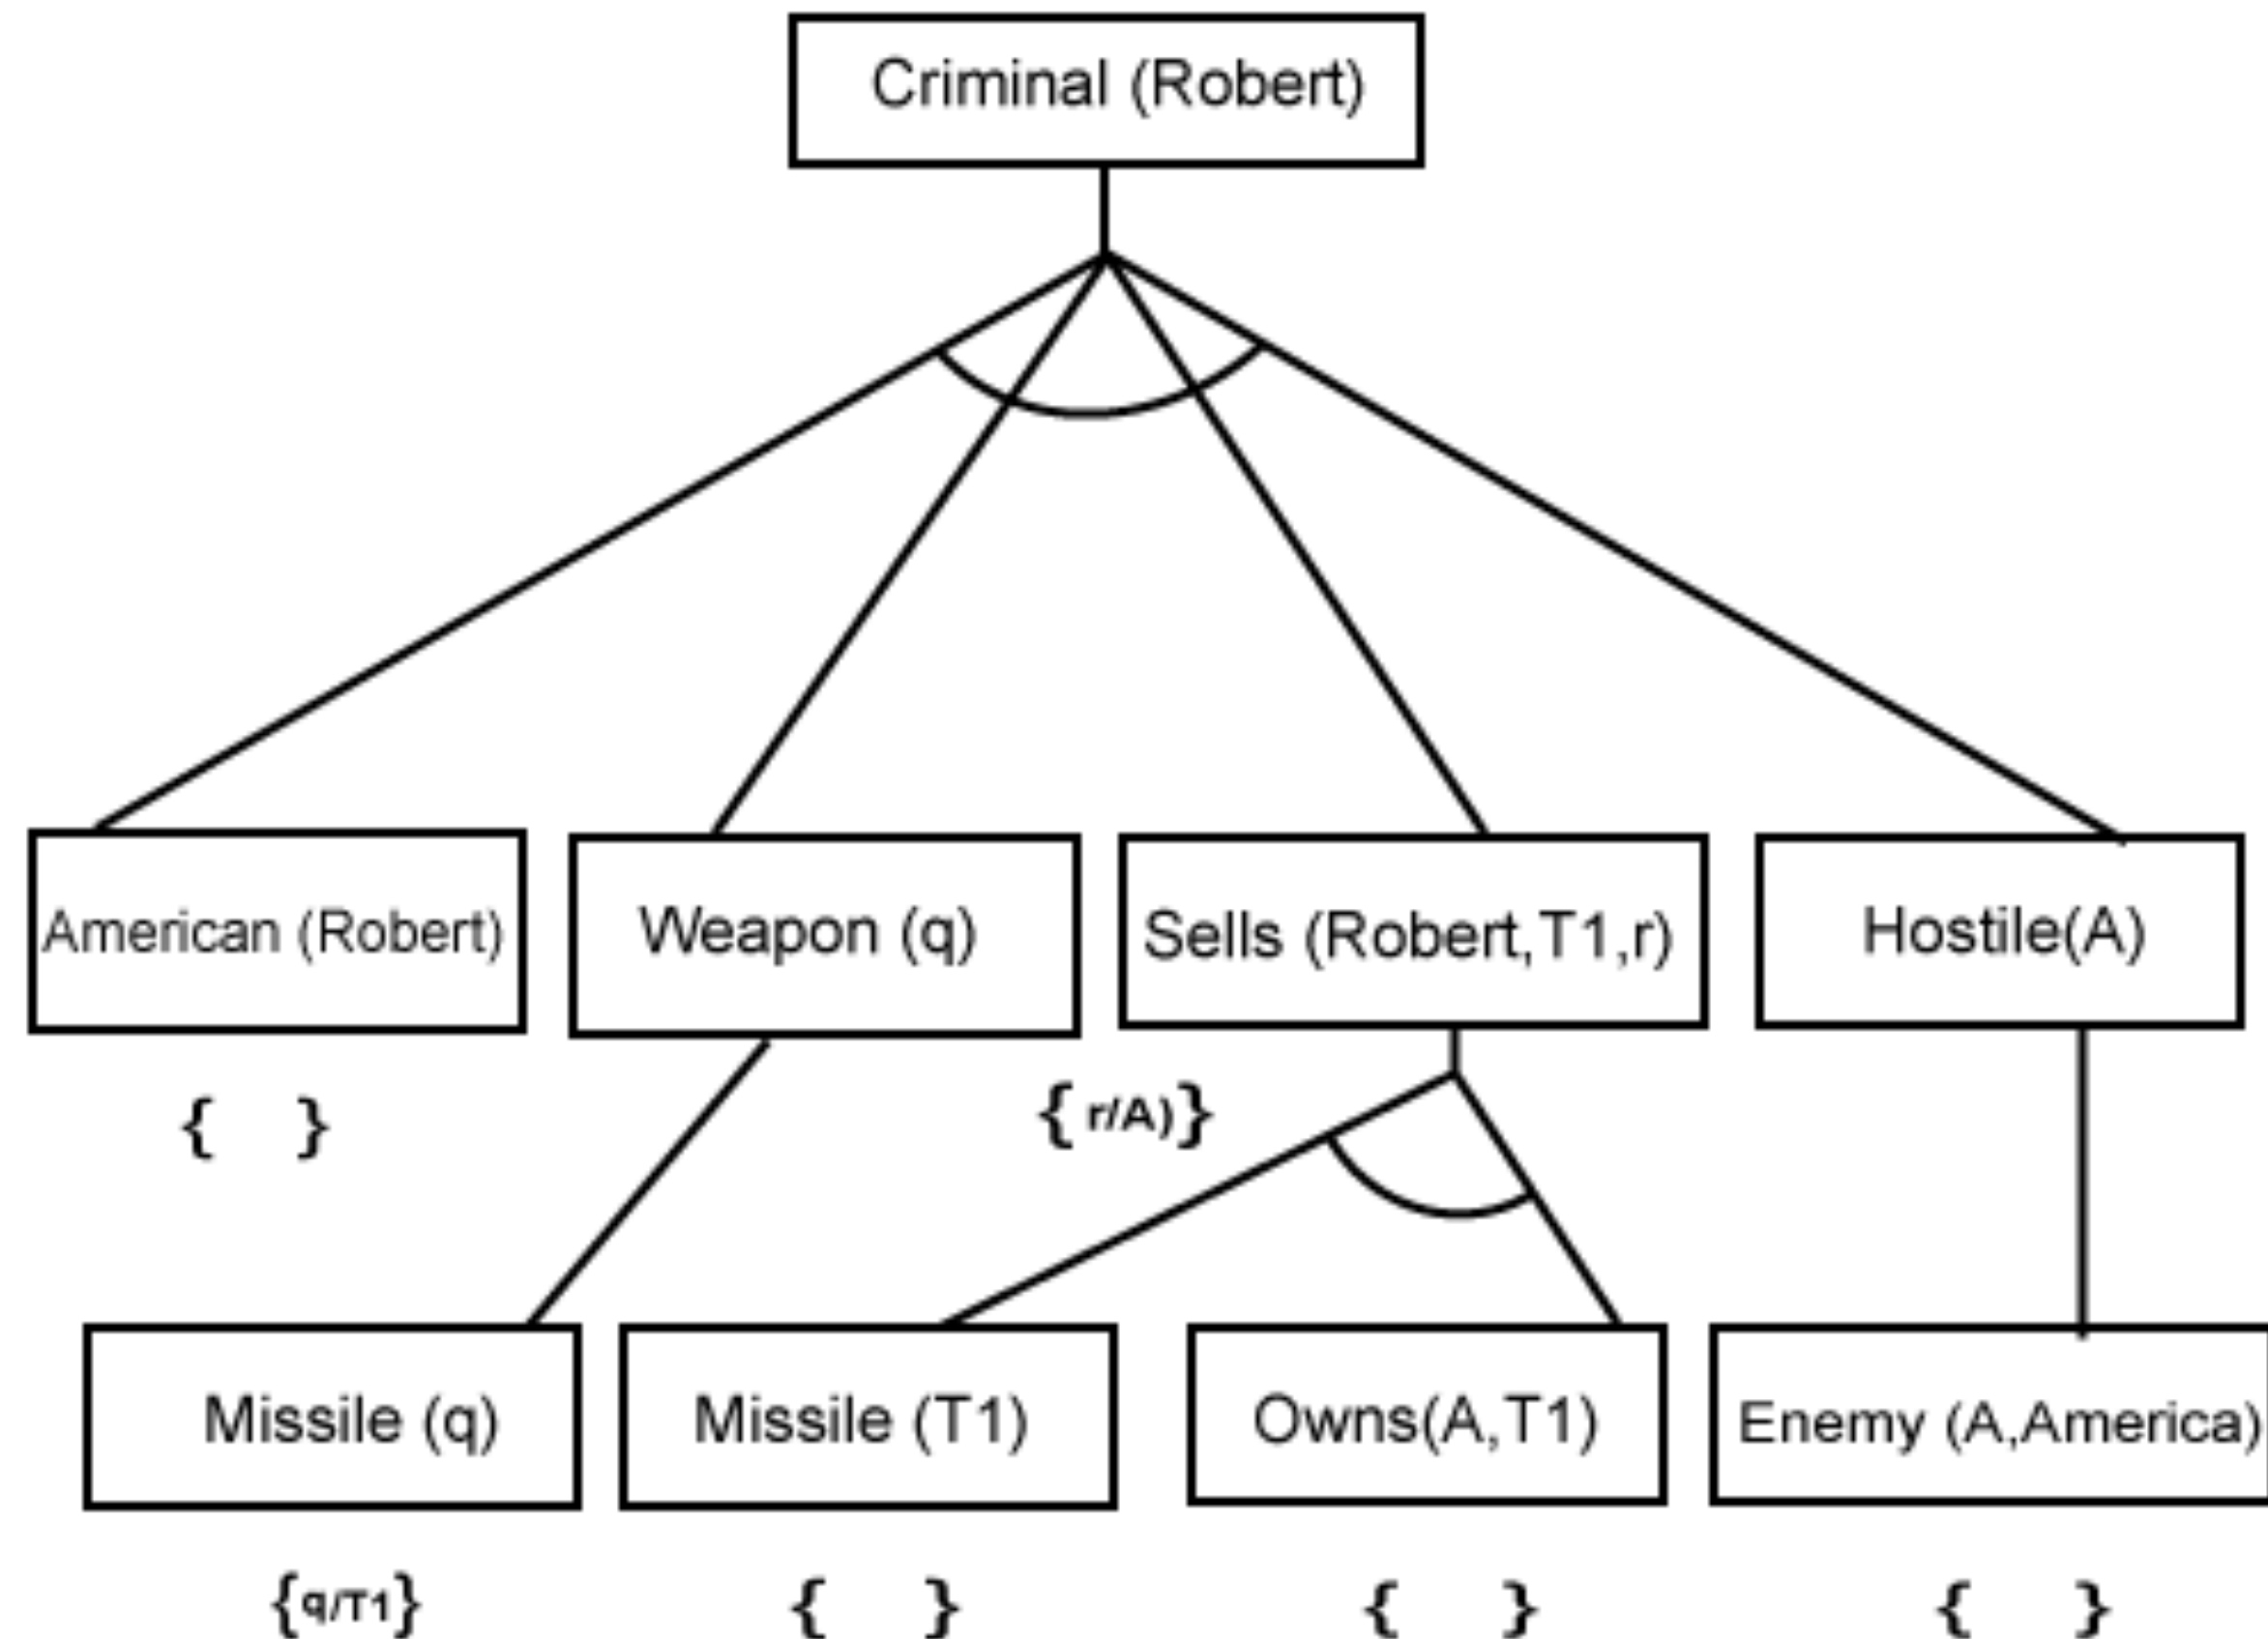 Criminal (Robert)
American (Robert)
Weapon (q)
Sells (Robert,T1,r)
Hostile(A)
{ }
{ r/A)}
Missile (q)
Missile (T1)
Owns(A,T1)
Enemy (A,America)
{q/T1}
{ }
{ }
{ }